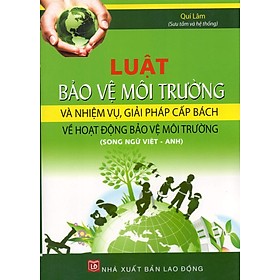 Quí Lâm
(Sưu tầm và hệ thống)
LUẬT
BẢO VỆ MÔI TRƯỜNG
VÀ NHIỆM VỤ, GIẢI PHÁP CẤP BÁCH
VỀ HOẠT ĐỘNG BẢO VỆ MÔI TRƯỜNG
(SONG NGỮ VIỆT - ANH)
LĐ
NHÀ XUẤT BẢN LAO ĐỘNG